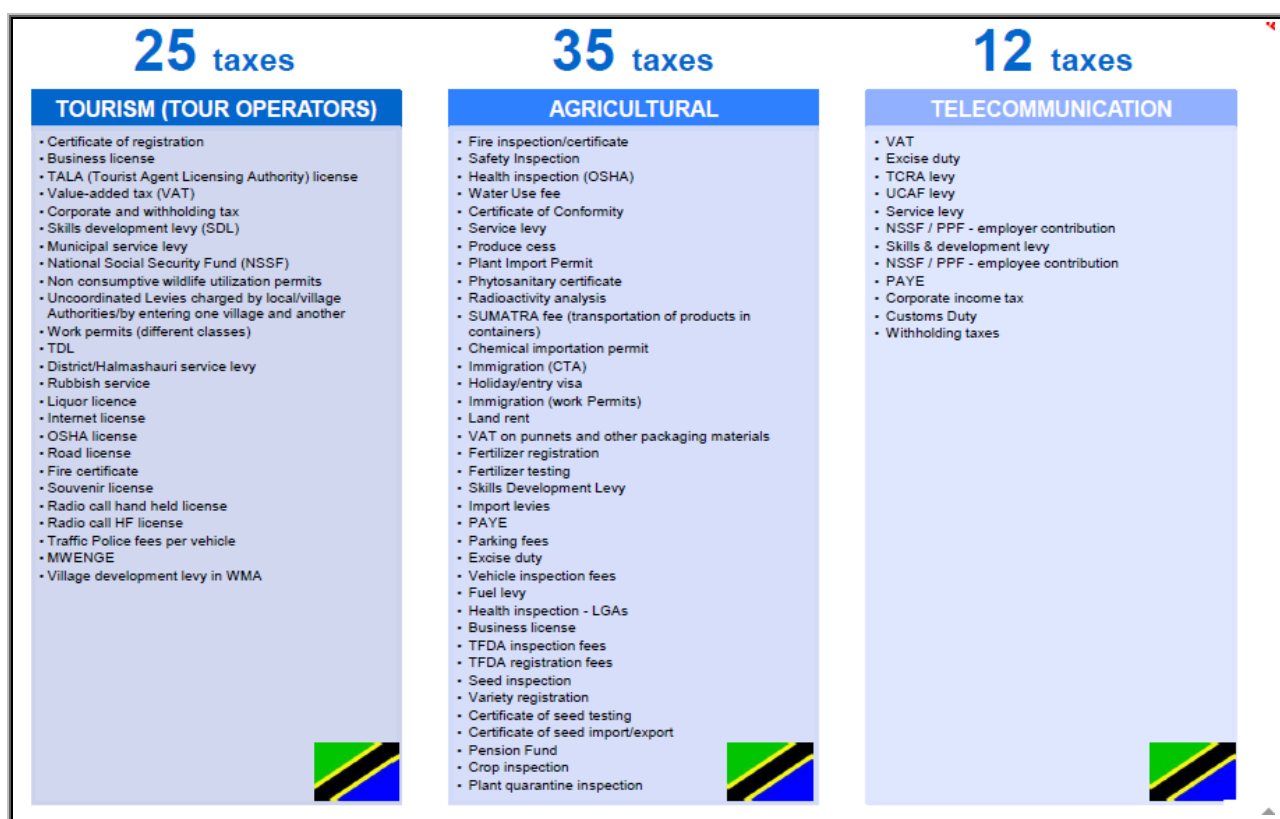 25 taxes
TOURISM (TOUR OPERATORS)
• Certificate of registration
• Business license
• TALA (Tourist Agent Licensing Authority) license
• Value-added tax (VAT)
• Corporate and withholding tax
• Skills development levy (SDL)
• Municipal service levy
• National Social Security Fund (NSSF)
• Non consumptive wildlife utilization permits
• Uncoordinated Levies charged by local/village
Authorities/by entering one village and another
• Work permits (different classes)
• TDL
• District/Halmashauri service levy
• Rubbish service
• Liquor licence
• Internet license
• OSHA license
• Road license
• Fire certificate
• Souvenir license
• Radio call hand held license
• Radio call HF license
• Traffic Police fees per vehicle
• MWENGE
• Village development levy in WMA
35 taxes
AGRICULTURAL
• Fire inspection/certificate
• Safety Inspection
• Health inspection (OSHA)
• Water Use fee
• Certificate of Conformity
• Service levy
• Produce cess
• Plant Import Permit
• Phytosanitary certificate
• Radioactivity analysis
• SUMATRA fee (transportation of products in
containers)
• Chemical importation permit
• Immigration (CTA)
• Holiday/entry visa
• Immigration (work Permits)
• Land rent
• VAT on punnets and other packaging materials
• Fertilizer registration
• Fertilizer testing
• Skills Development Levy
• Import levies
• PAYE
• Parking fees
• Excise duty
• Vehicle inspection fees
• Fuel levy
• Health inspection - LGAs
• Business license
• TFDA inspection fees
• TFDA registration fees
• Seed inspection
• Variety registration
• Certificate of seed testing
• Certificate of seed import/export
• Pension Fund
• Crop inspection
• Plant quarantine inspection
12 taxes
TELECOMMUNICATION
• VAT
• Excise duty
• TCRA levy
• UCAF levy
• Service levy
• NSSF / PPF - employer contribution
• Skills & development levy
• NSSF / PPF - employee contribution
• PAYE
• Corporate income tax
• Customs Duty
• Withholding taxes